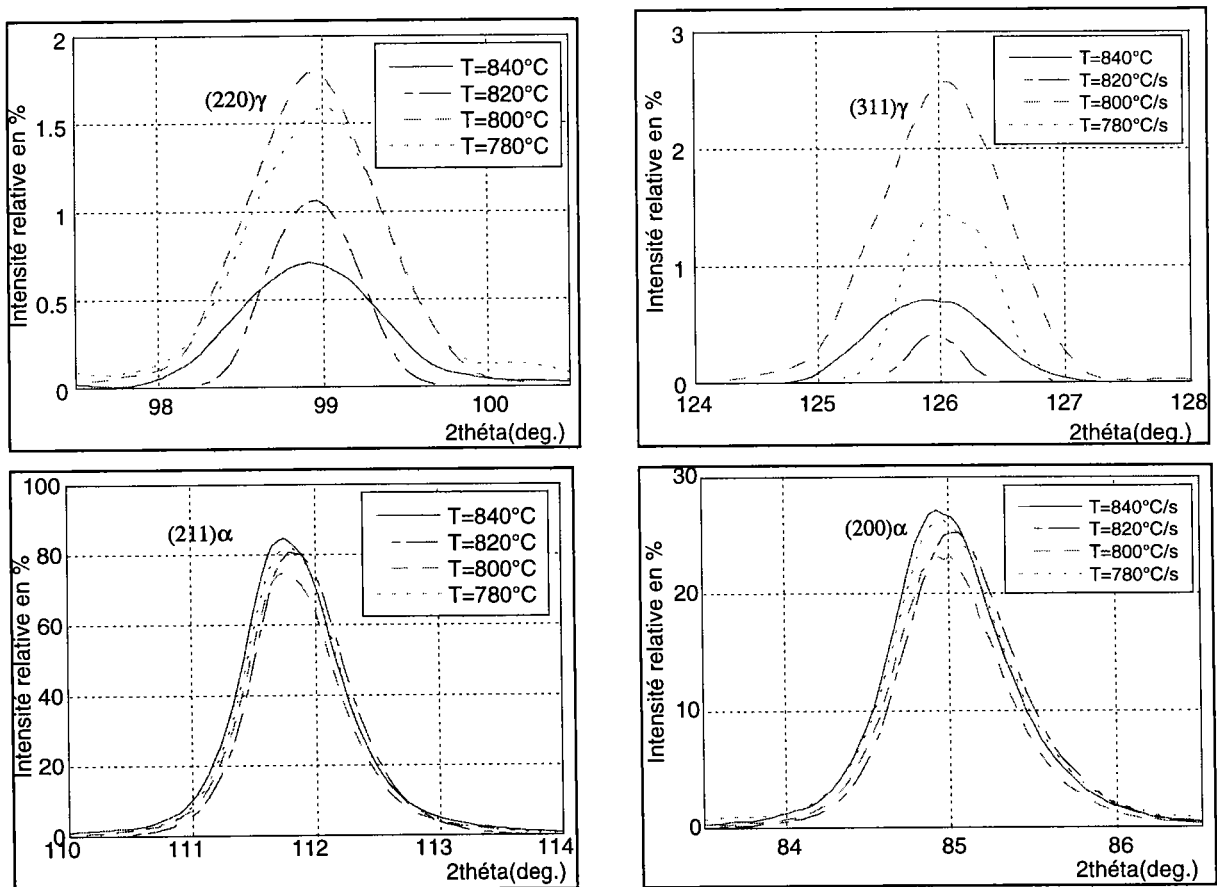 2
1.5
1
0.5
0
Intensité relative en %
(220)γ
T=840°C
T=820°C
T=800°C
T=780°C
98
99
100
2théta(deg.)
3
2
1
0
Intensité relative en %
(311)γ
T=840°C
T=820°C/s
T=800°C/s
T=780°C/s
124
125
126
127
128
2théta(deg.)
100
80
60
40
20
0
Intensité relative en %
(211)α
T=840°C
T=820°C
T=800°C
T=780°C
110
111
112
113
114
2théta(deg.)
30
20
10
0
Intensité relative en %
(200)α
T=840°C/s
T=820°C/s
T=800°C/s
T=780°C/s
84
85
86
2théta(deg.)